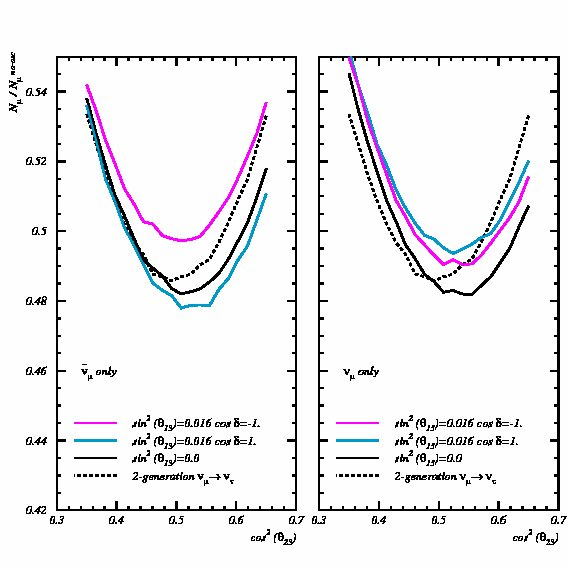 N_μ / N_μ^no-osc
0.54
0.52
0.5
0.48
0.46
0.44
0.42
ν̄_μ only
sin²(θ₁₃)=0.016 cos δ=-1.
sin²(θ₁₃)=0.016 cos δ=1.
sin²(θ₁₃)=0.0
2-generation ν_μ→ν_τ
0.3 0.4 0.5 0.6 0.7
cos²(θ₂₃)
ν_μ only
sin²(θ₁₃)=0.016 cos δ=-1.
sin²(θ₁₃)=0.016 cos δ=1.
sin²(θ₁₃)=0.0
2-generation ν_μ→ν_τ
0.3 0.4 0.5 0.6 0.7
cos²(θ₂₃)